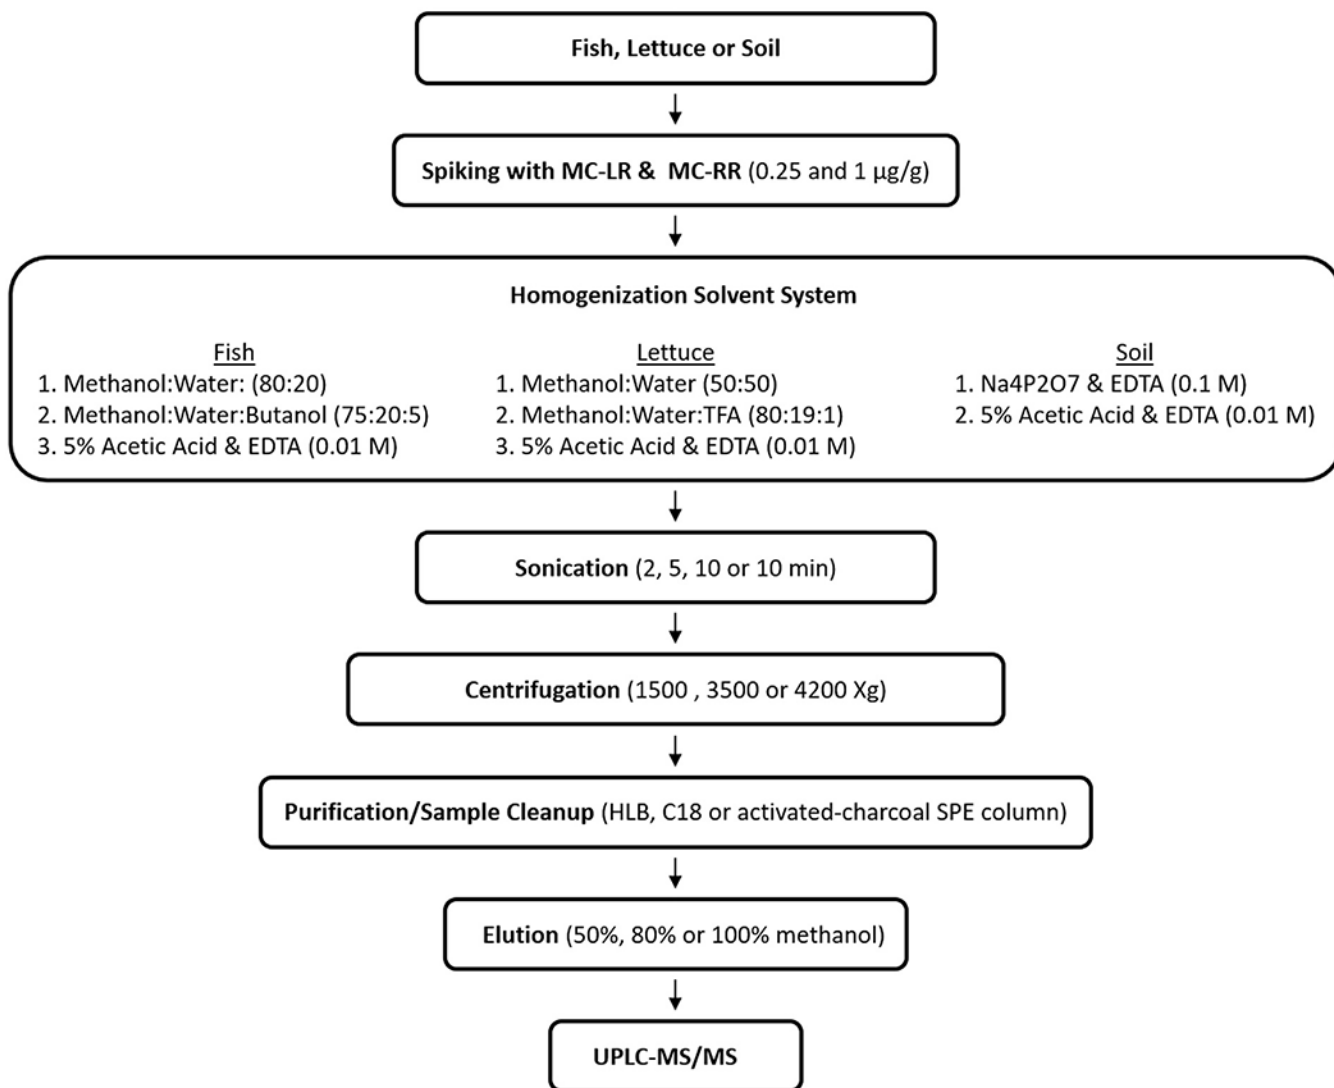 Fish, Lettuce or Soil
Spiking with MC-LR & MC-RR (0.25 and 1 µg/g)
Homogenization Solvent System
Fish
1. Methanol:Water: (80:20)
2. Methanol:Water:Butanol (75:20:5)
3. 5% Acetic Acid & EDTA (0.01 M)
Lettuce
1. Methanol:Water (50:50)
2. Methanol:Water:TFA (80:19:1)
3. 5% Acetic Acid & EDTA (0.01 M)
Soil
1. Na4P2O7 & EDTA (0.1 M)
2. 5% Acetic Acid & EDTA (0.01 M)
Sonication (2, 5, 10 or 10 min)
Centrifugation (1500 , 3500 or 4200 Xg)
Purification/Sample Cleanup (HLB, C18 or activated-charcoal SPE column)
Elution (50%, 80% or 100% methanol)
UPLC-MS/MS